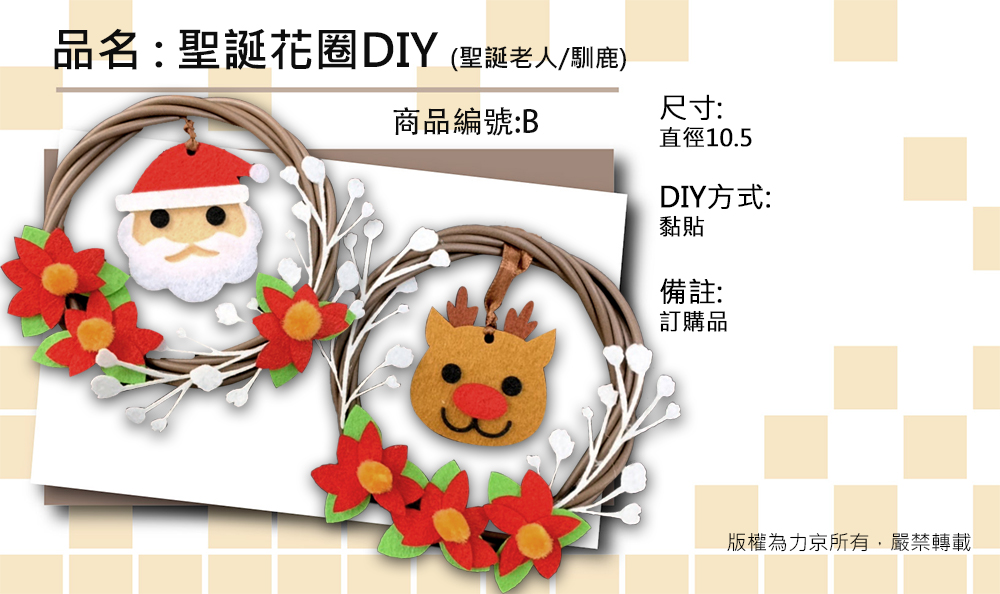 品名 : 聖誕花圈DIY (聖誕老人/馴鹿)
商品編號:B
尺寸:
直徑10.5
DIY方式:
黏貼
備註:
訂購品
版權為力京所有，嚴禁轉載